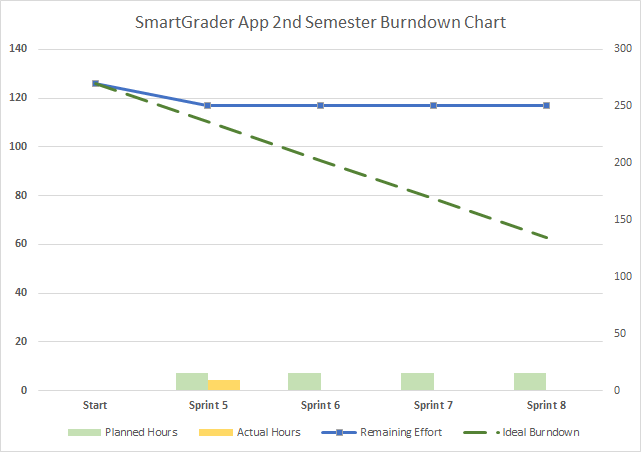 SmartGrader App 2nd Semester Burndown Chart
140 300
120 250
100 200
80 150
60 100
40 50
20
0 0
Start Sprint 5 Sprint 6 Sprint 7 Sprint 8
Planned Hours Actual Hours Remaining Effort Ideal Burndown